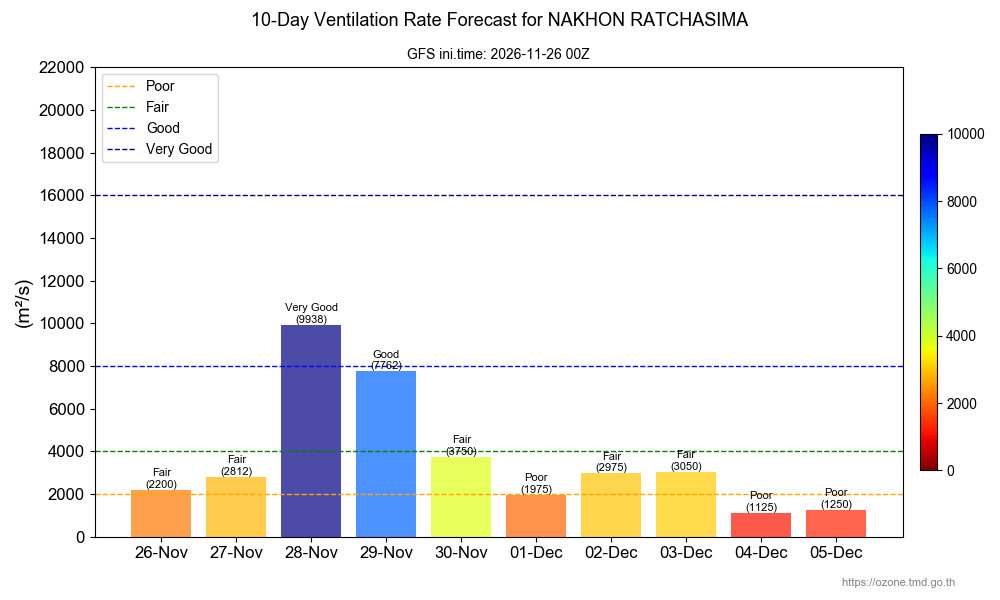 10-Day Ventilation Rate Forecast for NAKHON RATCHASIMA
GFS ini.time: 2026-11-26 00Z
(m²/s)
22000
20000
18000
16000
14000
12000
10000
8000
6000
4000
2000
0
Poor
Fair
Good
Very Good
Fair
(2200)
Fair
(2812)
Very Good
(9938)
Good
(7762)
Fair
(3750)
Poor
(1975)
Fair
(2975)
Fair
(3050)
Poor
(1125)
Poor
(1250)
26-Nov 27-Nov 28-Nov 29-Nov 30-Nov 01-Dec 02-Dec 03-Dec 04-Dec 05-Dec
10000
8000
6000
4000
2000
0
https://ozone.tmd.go.th